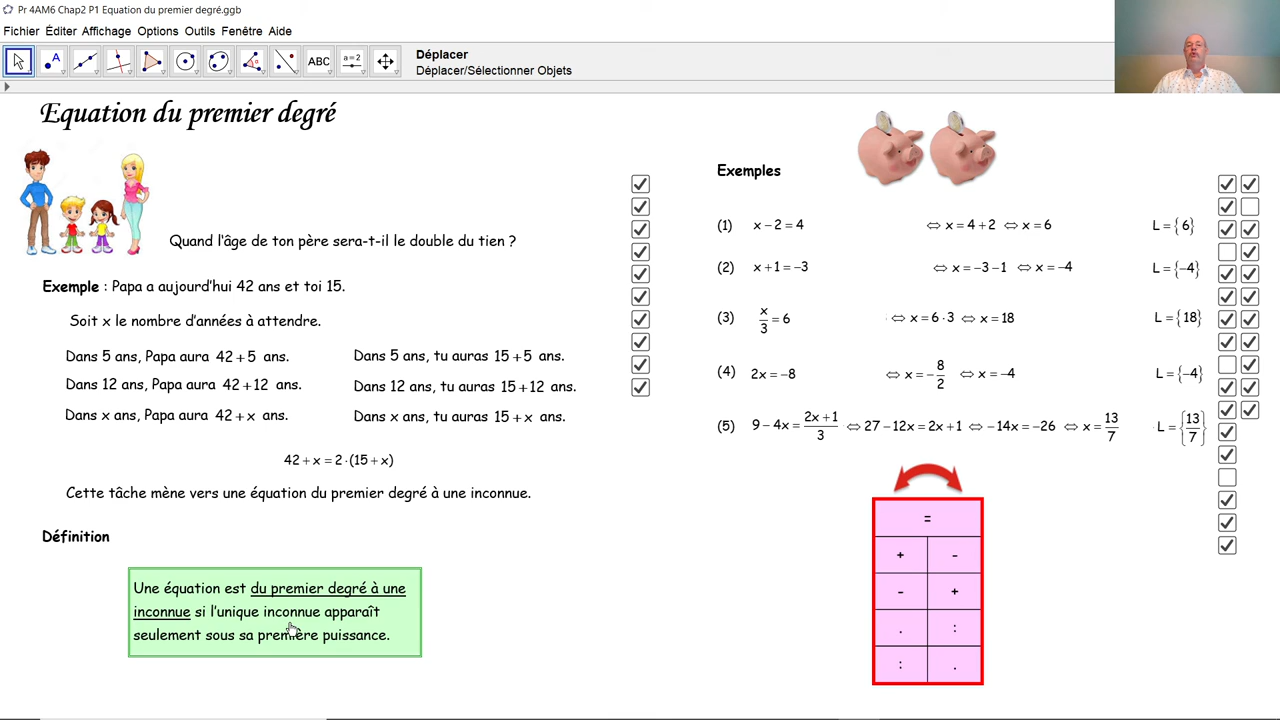 Pr 4AM6 Chap2 P1 Equation du premier degré.ggb
Fichier Éditer Affichage Options Outils Fenêtre Aide
A ABC a=2 Déplacer
Déplacer/Sélectionner Objets
Equation du premier degré
Quand l'âge de ton père sera-t-il le double du tien ?
Exemple : Papa a aujourd'hui 42 ans et toi 15.
Soit x le nombre d'années à attendre.
Dans 5 ans, Papa aura 42+5 ans. Dans 5 ans, tu auras 15+5 ans.
Dans 12 ans, Papa aura 42+12 ans. Dans 12 ans, tu auras 15+12 ans.
Dans x ans, Papa aura 42+x ans. Dans x ans, tu auras 15+x ans.
42+x=2·(15+x)
Cette tâche mène vers une équation du premier degré à une inconnue.
Définition
Une équation est du premier degré à une
inconnue si l'unique inconnue apparaît
seulement sous sa première puissance.
Exemples
(1) x-2=4 ⇔ x=4+2 ⇔ x=6 L={6}
(2) x+1=-3 ⇔ x=-3-1 ⇔ x=-4 L={-4}
(3) x/3=6 ⇔ x=6·3 ⇔ x=18 L={18}
(4) 2x=-8 ⇔ x=-8/2 ⇔ x=-4 L={-4}
(5) 9-4x=(2x+1)/3 ⇔ 27-12x=2x+1 ⇔ -14x=-26 ⇔ x=13/7 L={13/7}
=
+ -
- +
. :
: .